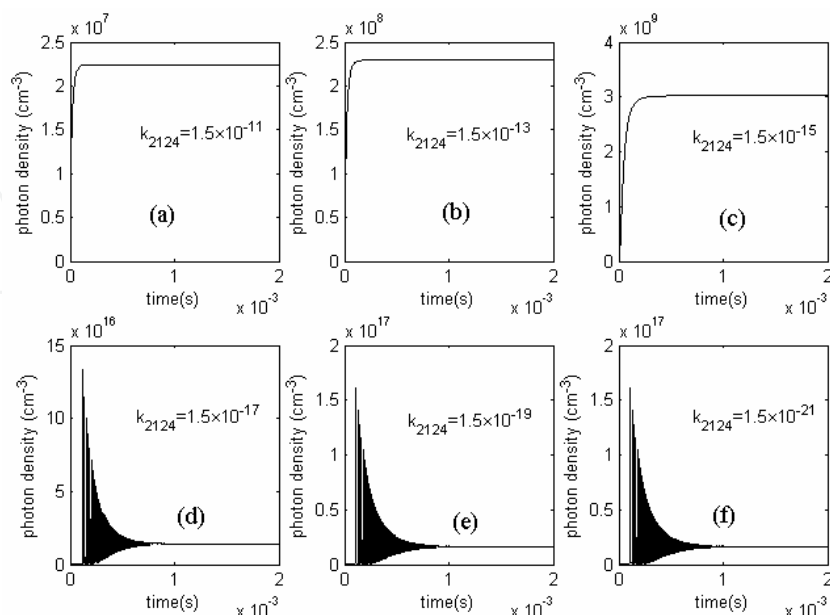 x 10^7
2.5
2
1.5
1
0.5
0
photon density (cm^-3)
k_2124=1.5×10^-11
(a)
0 1 2
time(s)
x 10^-3
x 10^8
2.5
2
1.5
1
0.5
0
photon density (cm^-3)
k_2124=1.5×10^-13
(b)
0 1 2
time(s)
x 10^-3
x 10^9
4
3
2
1
0
photon density (cm^-3)
k_2124=1.5×10^-15
(c)
0 1 2
time(s)
x 10^-3
x 10^16
15
10
5
0
photon density (cm^-3)
k_2124=1.5×10^-17
(d)
0 1 2
time(s)
x 10^-3
x 10^17
2
1.5
1
0.5
0
photon density (cm^-3)
k_2124=1.5×10^-19
(e)
0 1 2
time(s)
x 10^-3
x 10^17
2
1.5
1
0.5
0
photon density (cm^-3)
k_2124=1.5×10^-21
(f)
0 1 2
time(s)
x 10^-3